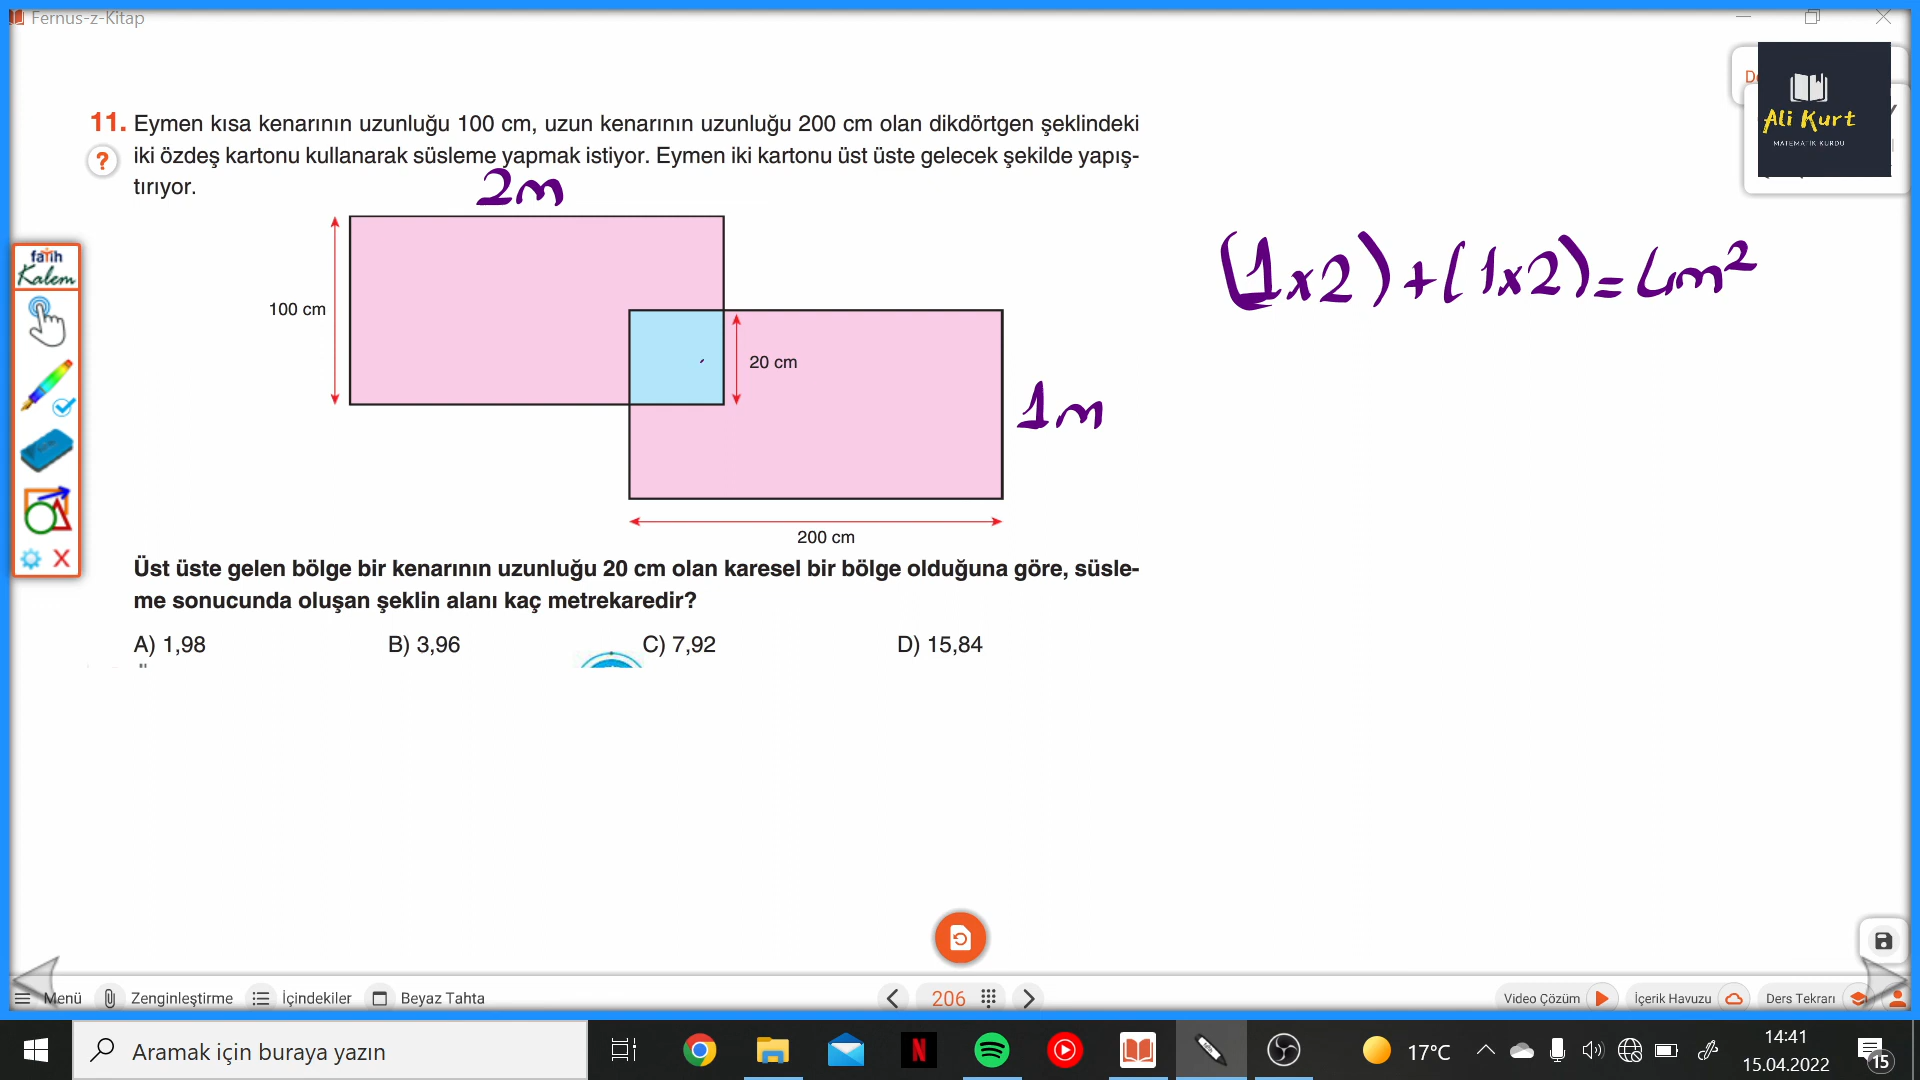 Fernus-z-Kitap
Ali Kurt
MATEMATİK KURDU
11. Eymen kısa kenarının uzunluğu 100 cm, uzun kenarının uzunluğu 200 cm olan dikdörtgen şeklindeki
? iki özdeş kartonu kullanarak süsleme yapmak istiyor. Eymen iki kartonu üst üste gelecek şekilde yapış-
tırıyor.
2m
fatih
Kalem
(1x2)+(1x2)=4m²
100 cm
20 cm
1m
200 cm
Üst üste gelen bölge bir kenarının uzunluğu 20 cm olan karesel bir bölge olduğuna göre, süsle-
me sonucunda oluşan şeklin alanı kaç metrekaredir?
A) 1,98 B) 3,96 C) 7,92 D) 15,84
Menü Zenginleştirme İçindekiler Beyaz Tahta 206 Video Çözüm İçerik Havuzu Ders Tekrarı
Aramak için buraya yazın
N
17°C
14:41
15.04.2022
15